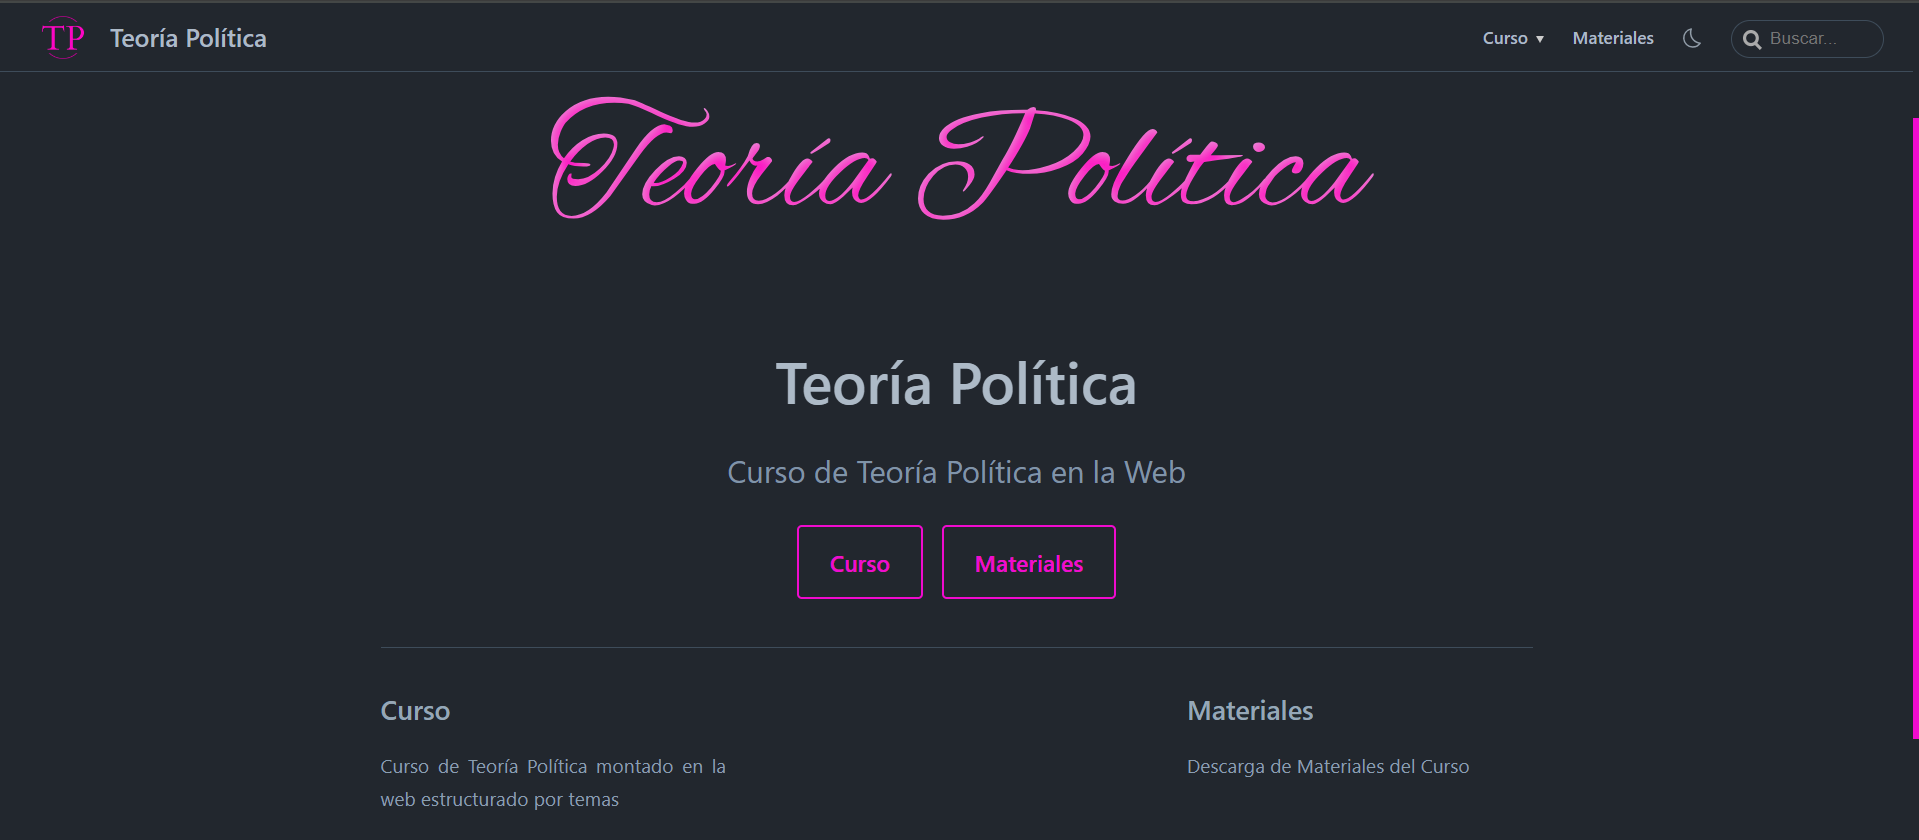 TP Teoría Política Curso ▼ Materiales Buscar...
Teoría Política
Teoría Política
Curso de Teoría Política en la Web
Curso Materiales
Curso
Curso de Teoría Política montado en la
web estructurado por temas
Materiales
Descarga de Materiales del Curso